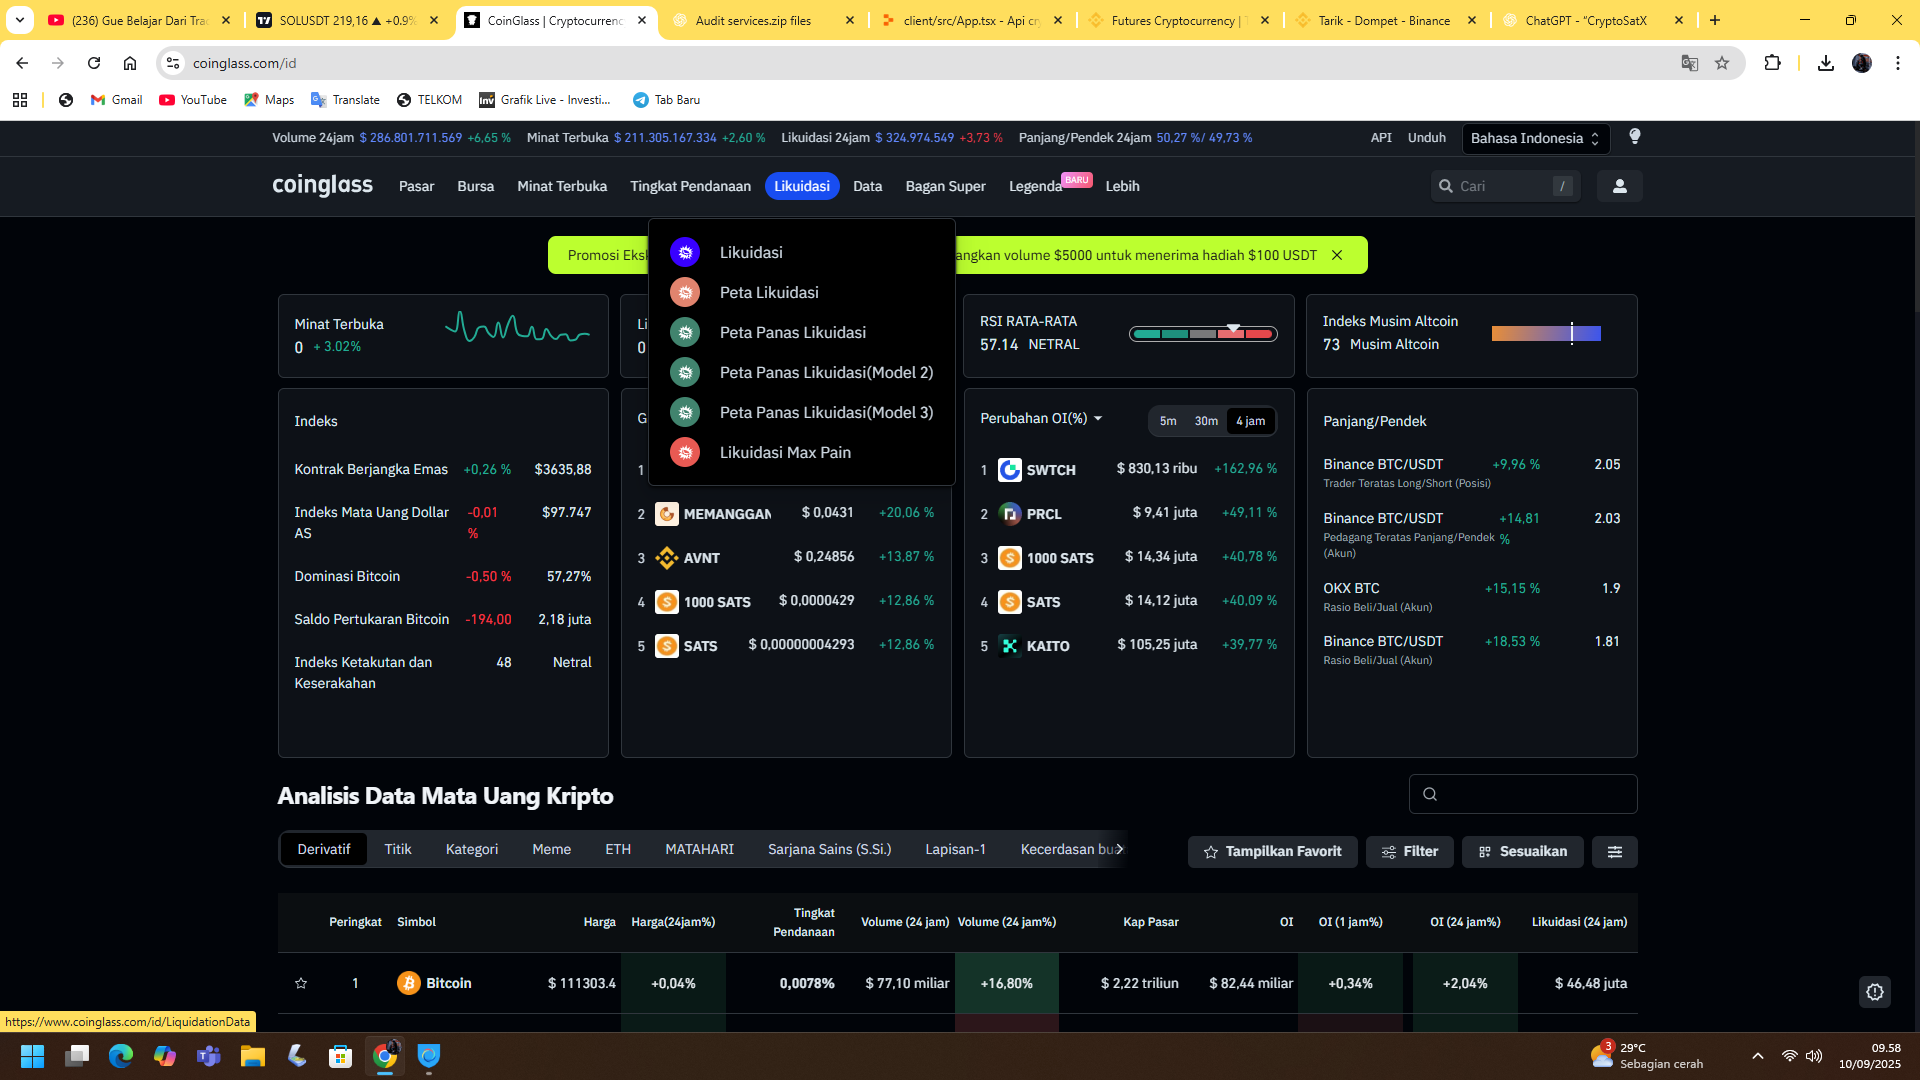 (236) Gue Belajar Dari Tra
SOLUSDT 219,16 ▲ +0.9%
CoinGlass | Cryptocurrenc
Audit services.zip files
client/src/App.tsx - Api cr
Futures Cryptocurrency | T
Tarik - Dompet - Binance
ChatGPT - "CryptoSatX
coinglass.com/id
Gmail
YouTube
Maps
Translate
TELKOM
Grafik Live - Investi...
Tab Baru
Volume 24jam $ 286.801.711.569 +6,65 % Minat Terbuka $ 211.305.167.334 +2,60 % Likuidasi 24jam $ 324.974.549 +3,73 % Panjang/Pendek 24jam 50,27 %/ 49,73 %
API Unduh Bahasa Indonesia
coinglass Pasar Bursa Minat Terbuka Tingkat Pendanaan Likuidasi Data Bagan Super Legenda BARU Lebih
Cari /
Promosi Eksk
angkan volume $5000 untuk menerima hadiah $100 USDT
Likuidasi
Peta Likuidasi
Peta Panas Likuidasi
Peta Panas Likuidasi(Model 2)
Peta Panas Likuidasi(Model 3)
Likuidasi Max Pain
Minat Terbuka
0 + 3.02%
Li
0
RSI RATA-RATA
57.14 NETRAL
Indeks Musim Altcoin
73 Musim Altcoin
Indeks
Kontrak Berjangka Emas +0,26 % $3635,88
Indeks Mata Uang Dollar AS -0,01 % $97.747
Dominasi Bitcoin -0,50 % 57,27%
Saldo Pertukaran Bitcoin -194,00 2,18 juta
Indeks Ketakutan dan Keserakahan 48 Netral
G
1
2 MEMANGGAN $ 0,0431 +20,06 %
3 AVNT $ 0,24856 +13,87 %
4 1000 SATS $ 0,0000429 +12,86 %
5 SATS $ 0,00000004293 +12,86 %
Perubahan OI(%) 5m 30m 4 jam
1 SWTCH $ 830,13 ribu +162,96 %
2 PRCL $ 9,41 juta +49,11 %
3 1000 SATS $ 14,34 juta +40,78 %
4 SATS $ 14,12 juta +40,09 %
5 KAITO $ 105,25 juta +39,77 %
Panjang/Pendek
Binance BTC/USDT +9,96 % 2.05
Trader Teratas Long/Short (Posisi)
Binance BTC/USDT +14,81 % 2.03
Pedagang Teratas Panjang/Pendek (Akun)
OKX BTC +15,15 % 1.9
Rasio Beli/Jual (Akun)
Binance BTC/USDT +18,53 % 1.81
Rasio Beli/Jual (Akun)
Analisis Data Mata Uang Kripto
Derivatif Titik Kategori Meme ETH MATAHARI Sarjana Sains (S.Si.) Lapisan-1 Kecerdasan bua
Tampilkan Favorit Filter Sesuaikan
Peringkat Simbol Harga Harga(24jam%) Tingkat Pendanaan Volume (24 jam) Volume (24 jam%) Kap Pasar OI OI (1 jam%) OI (24 jam%) Likuidasi (24 jam)
1 Bitcoin $ 111303.4 +0,04% 0,0078% $ 77,10 miliar +16,80% $ 2,22 triliun $ 82,44 miliar +0,34% +2,04% $ 46,48 juta
https://www.coinglass.com/id/LiquidationData
3
29°C
Sebagian cerah
09.58
10/09/2025